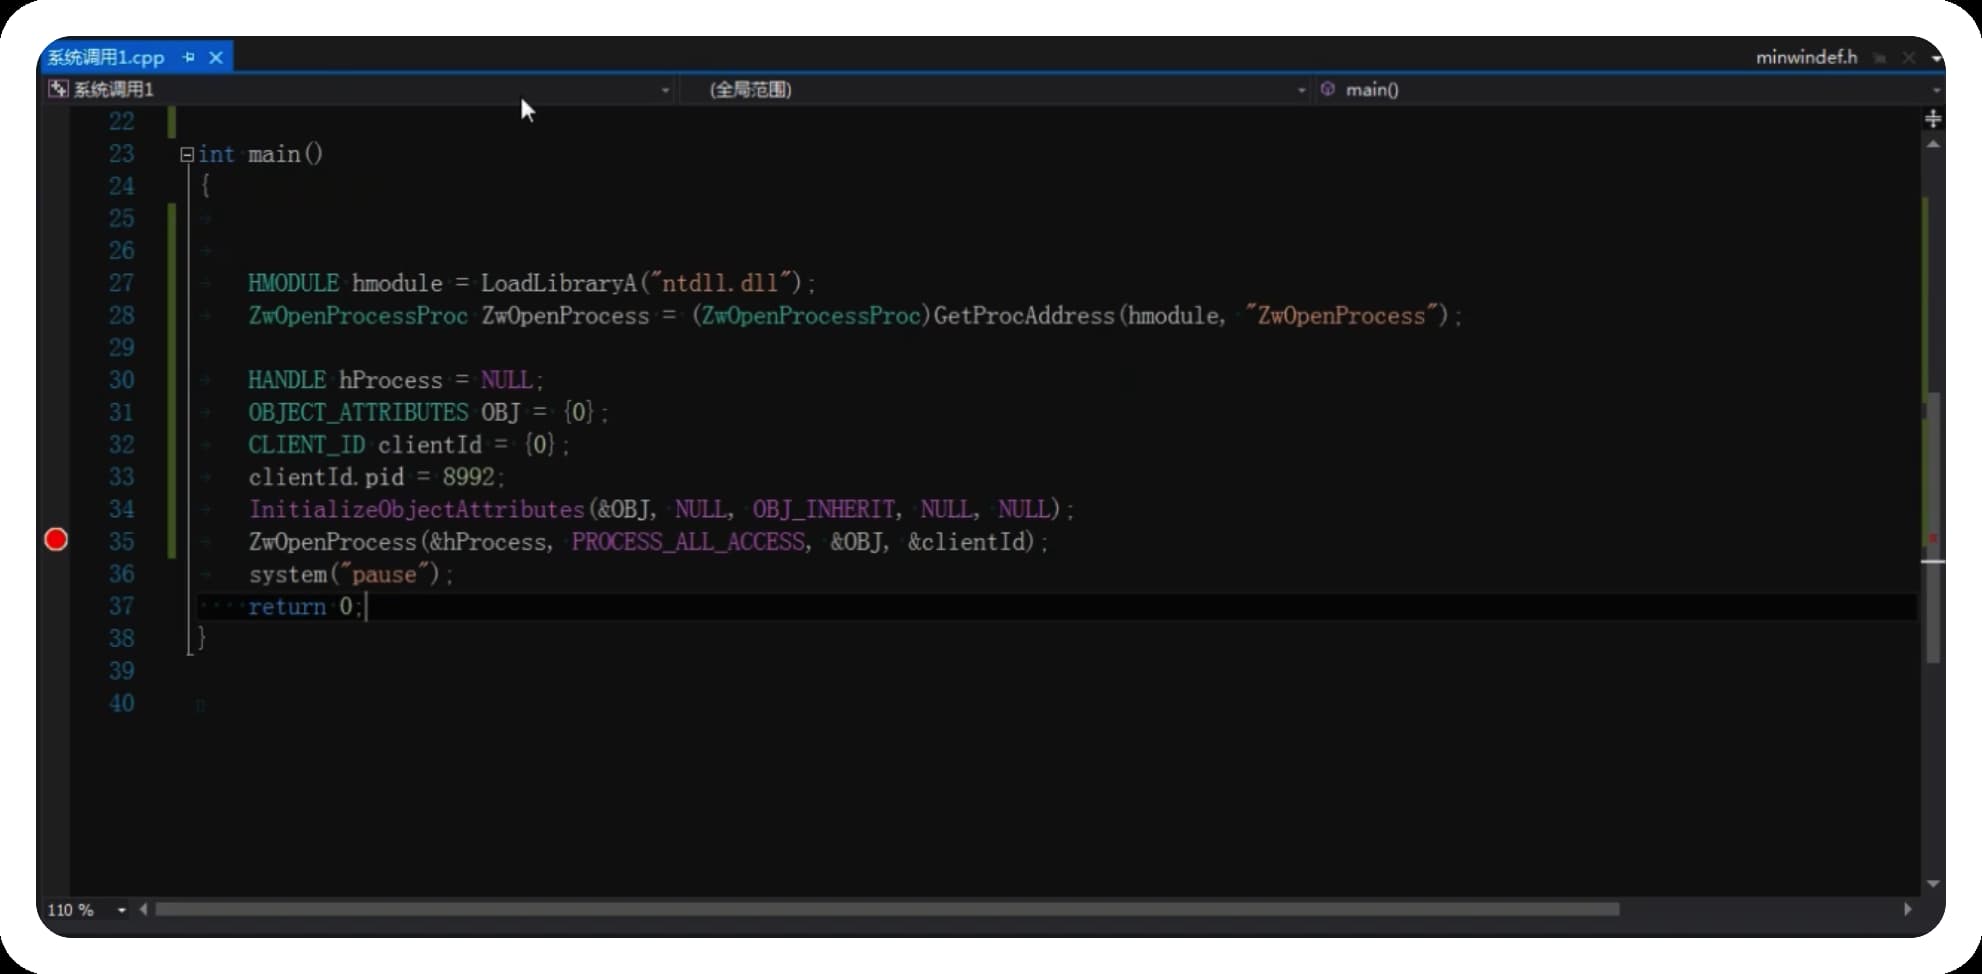 系统调用1.cpp
minwindef.h
系统调用1
(全局范围)
main()
22
23 int main()
24 {
25
26
27 HMODULE hmodule = LoadLibraryA("ntdll.dll");
28 ZwOpenProcessProc ZwOpenProcess = (ZwOpenProcessProc)GetProcAddress(hmodule, "ZwOpenProcess");
29
30 HANDLE hProcess = NULL;
31 OBJECT_ATTRIBUTES OBJ = {0};
32 CLIENT_ID clientId = {0};
33 clientId.pid = 8992;
34 InitializeObjectAttributes(&OBJ, NULL, OBJ_INHERIT, NULL, NULL);
35 ZwOpenProcess(&hProcess, PROCESS_ALL_ACCESS, &OBJ, &clientId);
36 system("pause");
37 return 0;
38 }
39
40
110 %